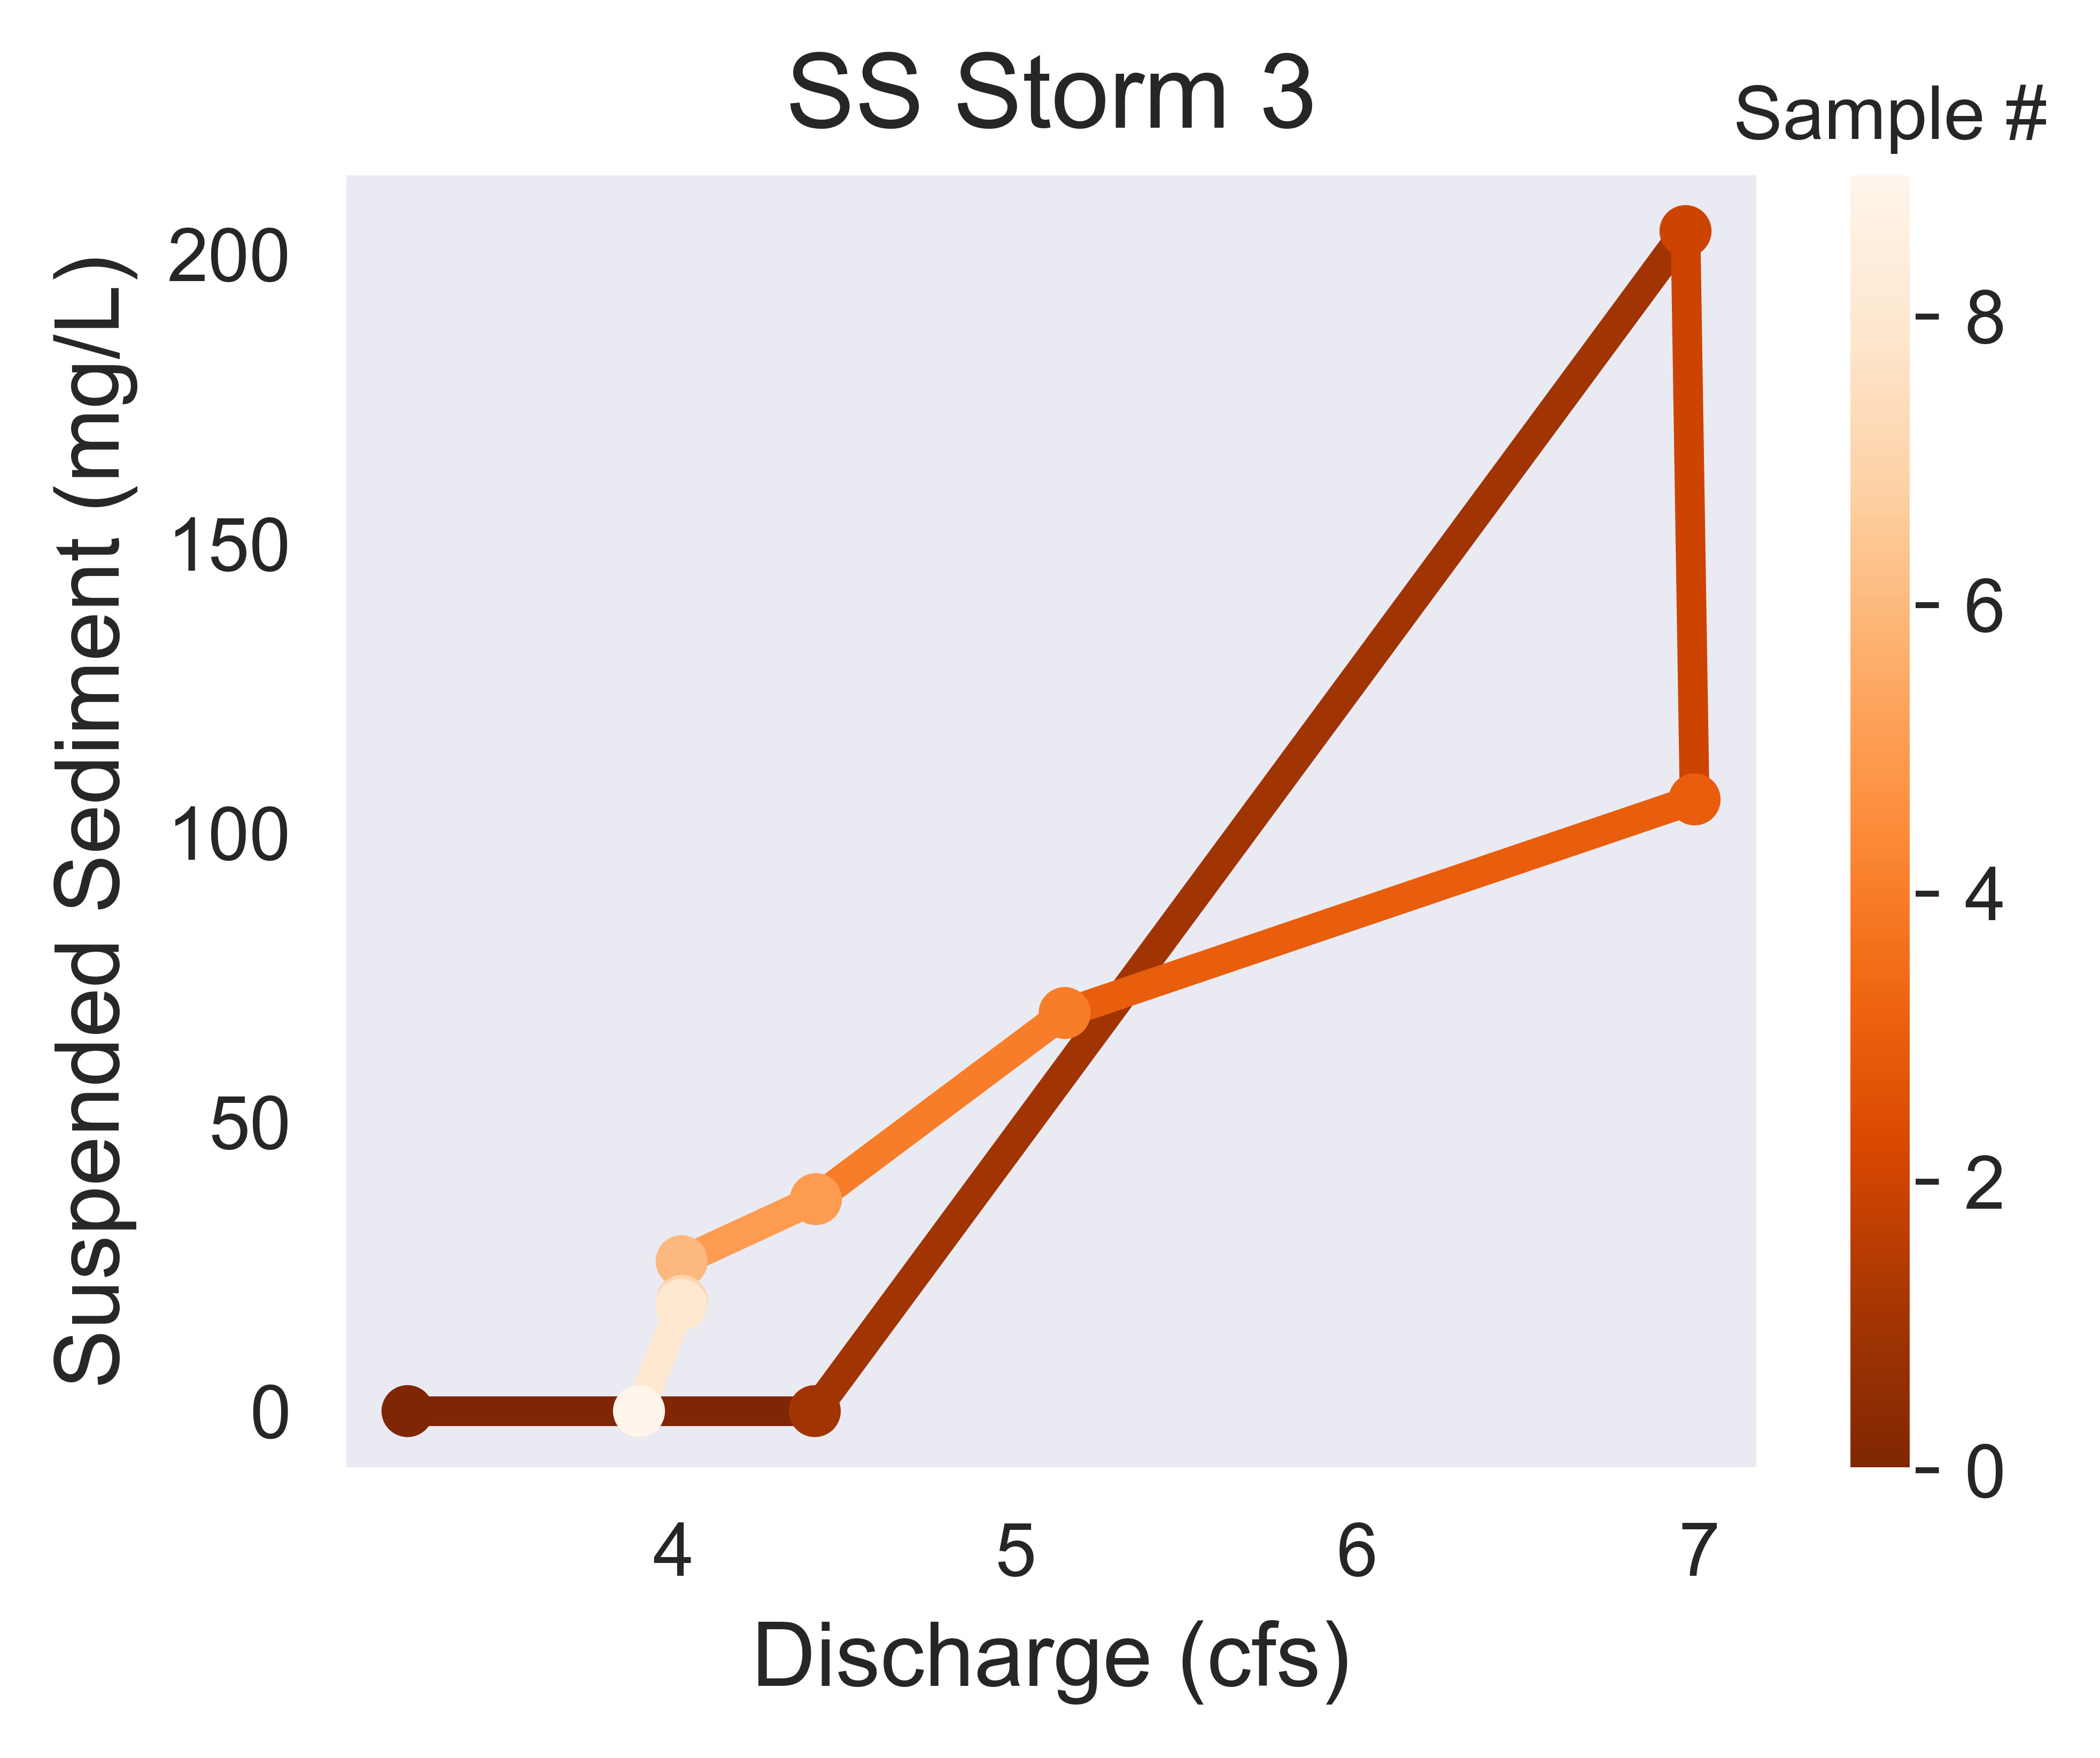 SS Storm 3
Sample #
Suspended Sediment (mg/L)
200
150
100
50
0
4 5 6 7
Discharge (cfs)
8
6
4
2
0